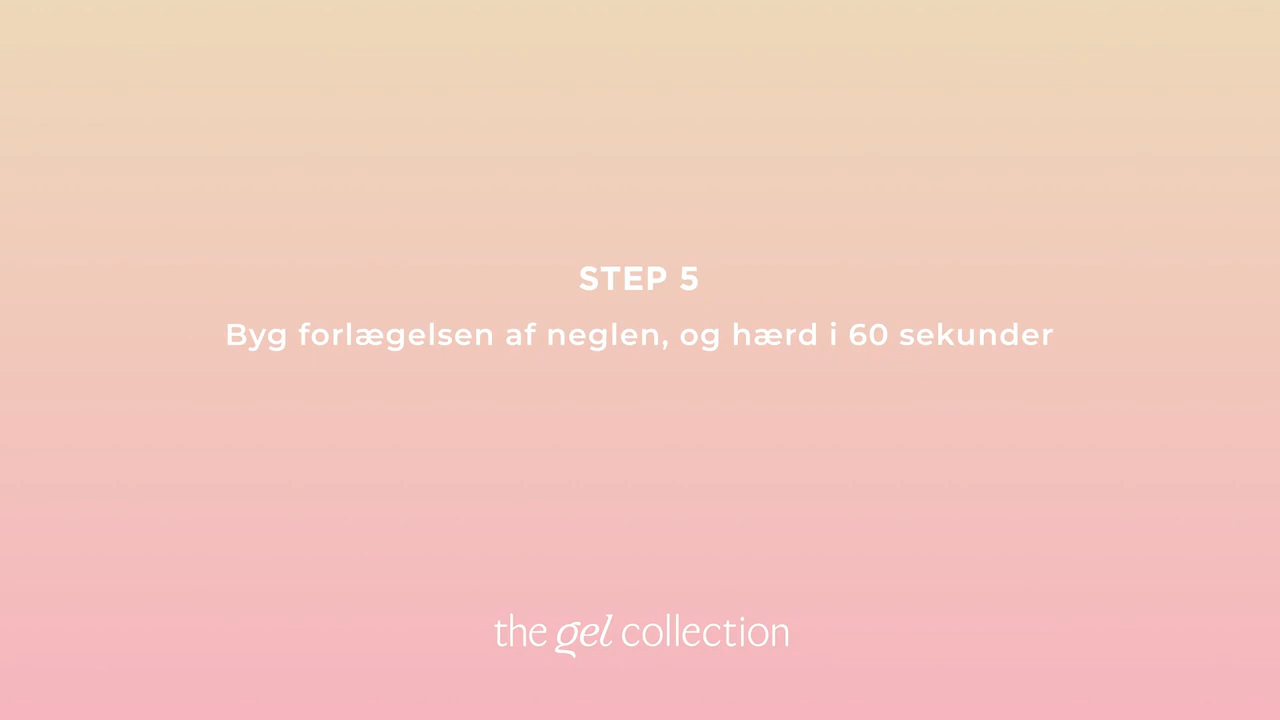 STEP 5
Byg forlægelsen af neglen, og hærd i 60 sekunder
the gel collection